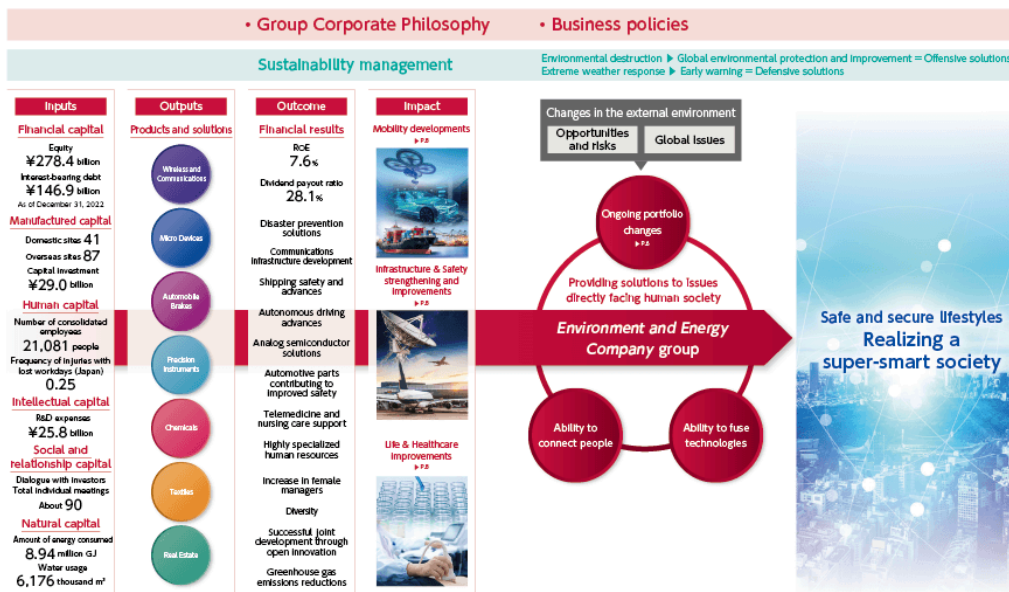 • Group Corporate Philosophy
• Business policies
Sustainability management
Environmental destruction ▶ Global environmental protection and improvement = Offensive solutions
Extreme weather response ▶ Early warning = Defensive solutions
Inputs
Financial capital
Equity
¥278.4 billion
Interest-bearing debt
¥146.9 billion
As of December 31, 2022
Manufactured capital
Domestic sites 41
Overseas sites 87
Capital investment
¥29.0 billion
Human capital
Number of consolidated
employees
21,081 people
Frequency of injuries with
lost workdays (Japan)
0.25
Intellectual capital
R&D expenses
¥25.8 billion
Social and
relationship capital
Dialogue with investors
Total individual meetings
About 90
Natural capital
Amount of energy consumed
8.94 million GJ
Water usage
6,176 thousand m³
Outputs
Products and solutions
Wireless and
Communications
Micro Devices
Automobile
Brakes
Precision
Instruments
Chemicals
Textiles
Real Estate
Outcome
Financial results
RoE
7.6%
Dividend payout ratio
28.1%
Disaster prevention
solutions
Communications
infrastructure development
Shipping safety and
advances
Autonomous driving
advances
Analog semiconductor
solutions
Automotive parts
contributing to
improved safety
Telemedicine and
nursing care support
Highly specialized
human resources
Increase in female
managers
Diversity
Successful joint
development through
open innovation
Greenhouse gas
emissions reductions
Impact
Mobility developments
▶ P.8
Infrastructure & Safety
strengthening and
improvements
▶ P.8
Life & Healthcare
improvements
▶ P.8
Changes in the external environment
Opportunities
and risks
Global issues
Ongoing portfolio
changes
▶ P.6
Providing solutions to issues
directly facing human society
Environment and Energy
Company group
Ability to
connect people
Ability to fuse
technologies
Safe and secure lifestyles
Realizing a
super-smart society